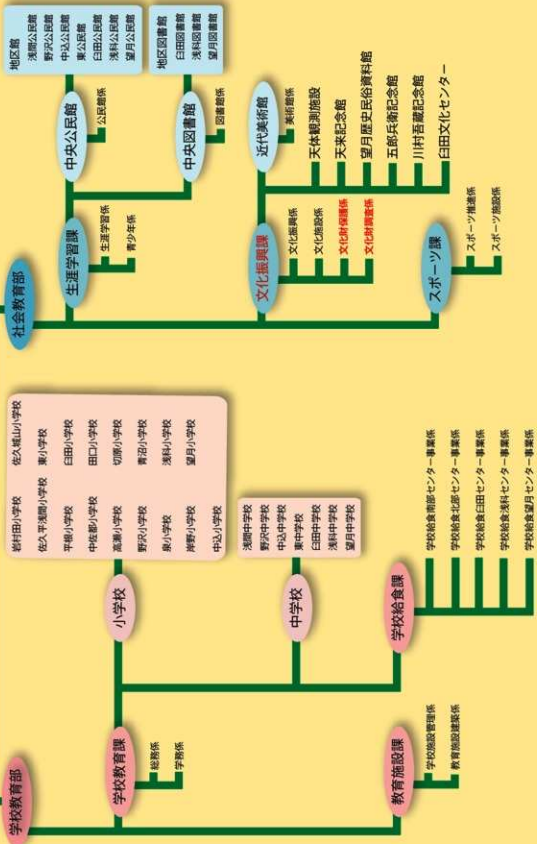 社会教育部
生涯学習課
生涯学習係
青少年係
中央公民館
公民館係
地区館
浅間公民館
野沢公民館
中込公民館
東公民館
臼田公民館
浅科公民館
望月公民館
中央図書館
図書館係
地区図書館
臼田図書館
浅科図書館
望月図書館
文化振興課
文化振興係
文化施設係
文化財保護係
文化財調査係
近代美術館
美術館係
天体観測施設
天来記念館
望月歴史民俗資料館
五郎兵衛記念館
川村吾蔵記念館
臼田文化センター
スポーツ課
スポーツ推進係
スポーツ施設係
学校教育部
学校教育課
総務係
学務係
小学校
岩村田小学校 佐久城山小学校
佐久平浅間小学校 東小学校
平根小学校 臼田小学校
中佐都小学校 田口小学校
高瀬小学校 切原小学校
野沢小学校 青沼小学校
泉小学校 浅科小学校
岸野小学校 望月小学校
中込小学校
中学校
浅間中学校
野沢中学校
中込中学校
東中学校
臼田中学校
浅科中学校
望月中学校
学校給食課
学校給食南部センター事業係
学校給食北部センター事業係
学校給食臼田センター事業係
学校給食浅科センター事業係
学校給食望月センター事業係
教育施設課
学校施設管理係
教育施設建築係